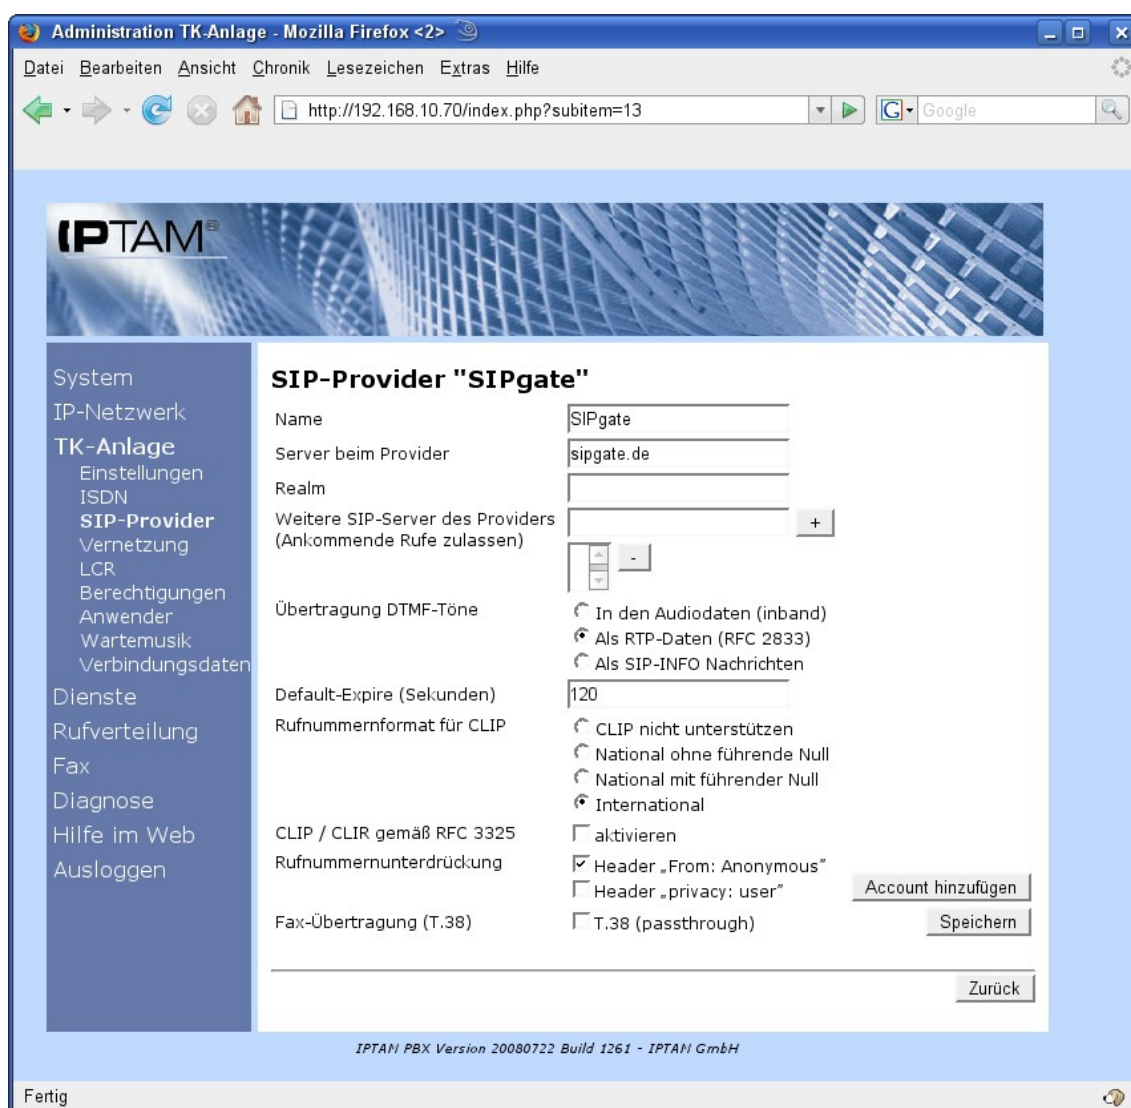 Administration TK-Anlage - Mozilla Firefox <2>
Datei Bearbeiten Ansicht Chronik Lesezeichen Extras Hilfe
http://192.168.10.70/index.php?subitem=13
G Google
IPTAM®
System
IP-Netzwerk
TK-Anlage
Einstellungen
ISDN
SIP-Provider
Vernetzung
LCR
Berechtigungen
Anwender
Wartemusik
Verbindungsdaten
Dienste
Rufverteilung
Fax
Diagnose
Hilfe im Web
Ausloggen
SIP-Provider "SIPgate"
Name SIPgate
Server beim Provider sipgate.de
Realm
Weitere SIP-Server des Providers +
(Ankommende Rufe zulassen) -
Übertragung DTMF-Töne In den Audiodaten (inband)
Als RTP-Daten (RFC 2833)
Als SIP-INFO Nachrichten
Default-Expire (Sekunden) 120
Rufnummernformat für CLIP CLIP nicht unterstützen
National ohne führende Null
National mit führender Null
International
CLIP / CLIR gemäß RFC 3325 aktivieren
Rufnummernunterdrückung Header „From: Anonymous”
Header „privacy: user” Account hinzufügen
Fax-Übertragung (T.38) T.38 (passthrough) Speichern
Zurück
IPTAM PBX Version 20080722 Build 1261 - IPTAM GmbH
Fertig